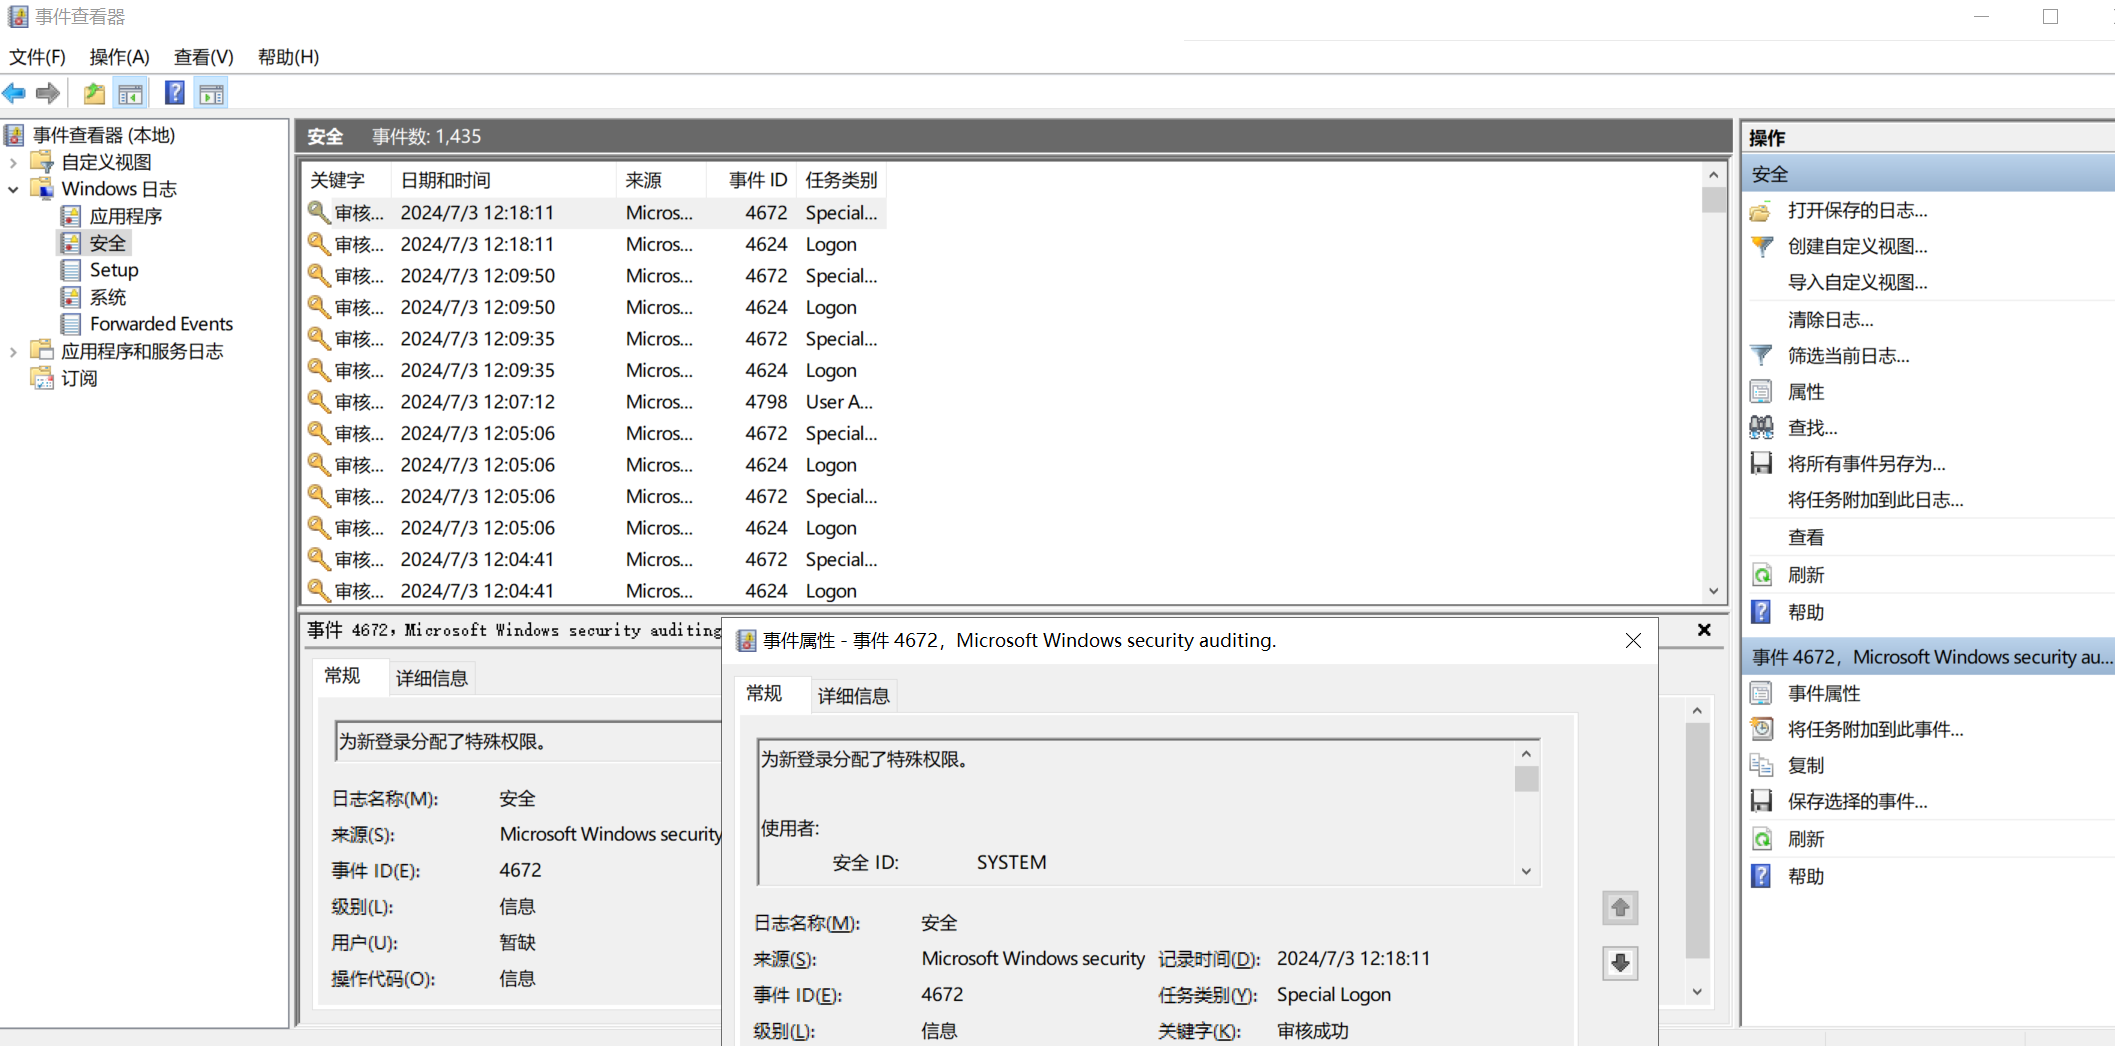 事件查看器
文件(F) 操作(A) 查看(V) 帮助(H)
事件查看器 (本地)
自定义视图
Windows 日志
应用程序
安全
Setup
系统
Forwarded Events
应用程序和服务日志
订阅
安全 事件数: 1,435
关键字 日期和时间 来源 事件 ID 任务类别
审核... 2024/7/3 12:18:11 Micros... 4672 Special...
审核... 2024/7/3 12:18:11 Micros... 4624 Logon
审核... 2024/7/3 12:09:50 Micros... 4672 Special...
审核... 2024/7/3 12:09:50 Micros... 4624 Logon
审核... 2024/7/3 12:09:35 Micros... 4672 Special...
审核... 2024/7/3 12:09:35 Micros... 4624 Logon
审核... 2024/7/3 12:07:12 Micros... 4798 User A...
审核... 2024/7/3 12:05:06 Micros... 4672 Special...
审核... 2024/7/3 12:05:06 Micros... 4624 Logon
审核... 2024/7/3 12:05:06 Micros... 4672 Special...
审核... 2024/7/3 12:05:06 Micros... 4624 Logon
审核... 2024/7/3 12:04:41 Micros... 4672 Special...
审核... 2024/7/3 12:04:41 Micros... 4624 Logon
事件 4672，Microsoft Windows security auditing
常规 详细信息
为新登录分配了特殊权限。
日志名称(M): 安全
来源(S): Microsoft Windows security
事件 ID(E): 4672
级别(L): 信息
用户(U): 暂缺
操作代码(O): 信息
事件属性 - 事件 4672，Microsoft Windows security auditing.
常规 详细信息
为新登录分配了特殊权限。
使用者:
安全 ID: SYSTEM
日志名称(M): 安全
来源(S): Microsoft Windows security 记录时间(D): 2024/7/3 12:18:11
事件 ID(E): 4672 任务类别(Y): Special Logon
级别(L): 信息 关键字(K): 审核成功
操作
安全
打开保存的日志...
创建自定义视图...
导入自定义视图...
清除日志...
筛选当前日志...
属性
查找...
将所有事件另存为...
将任务附加到此日志...
查看
刷新
帮助
事件 4672，Microsoft Windows security au...
事件属性
将任务附加到此事件...
复制
保存选择的事件...
刷新
帮助